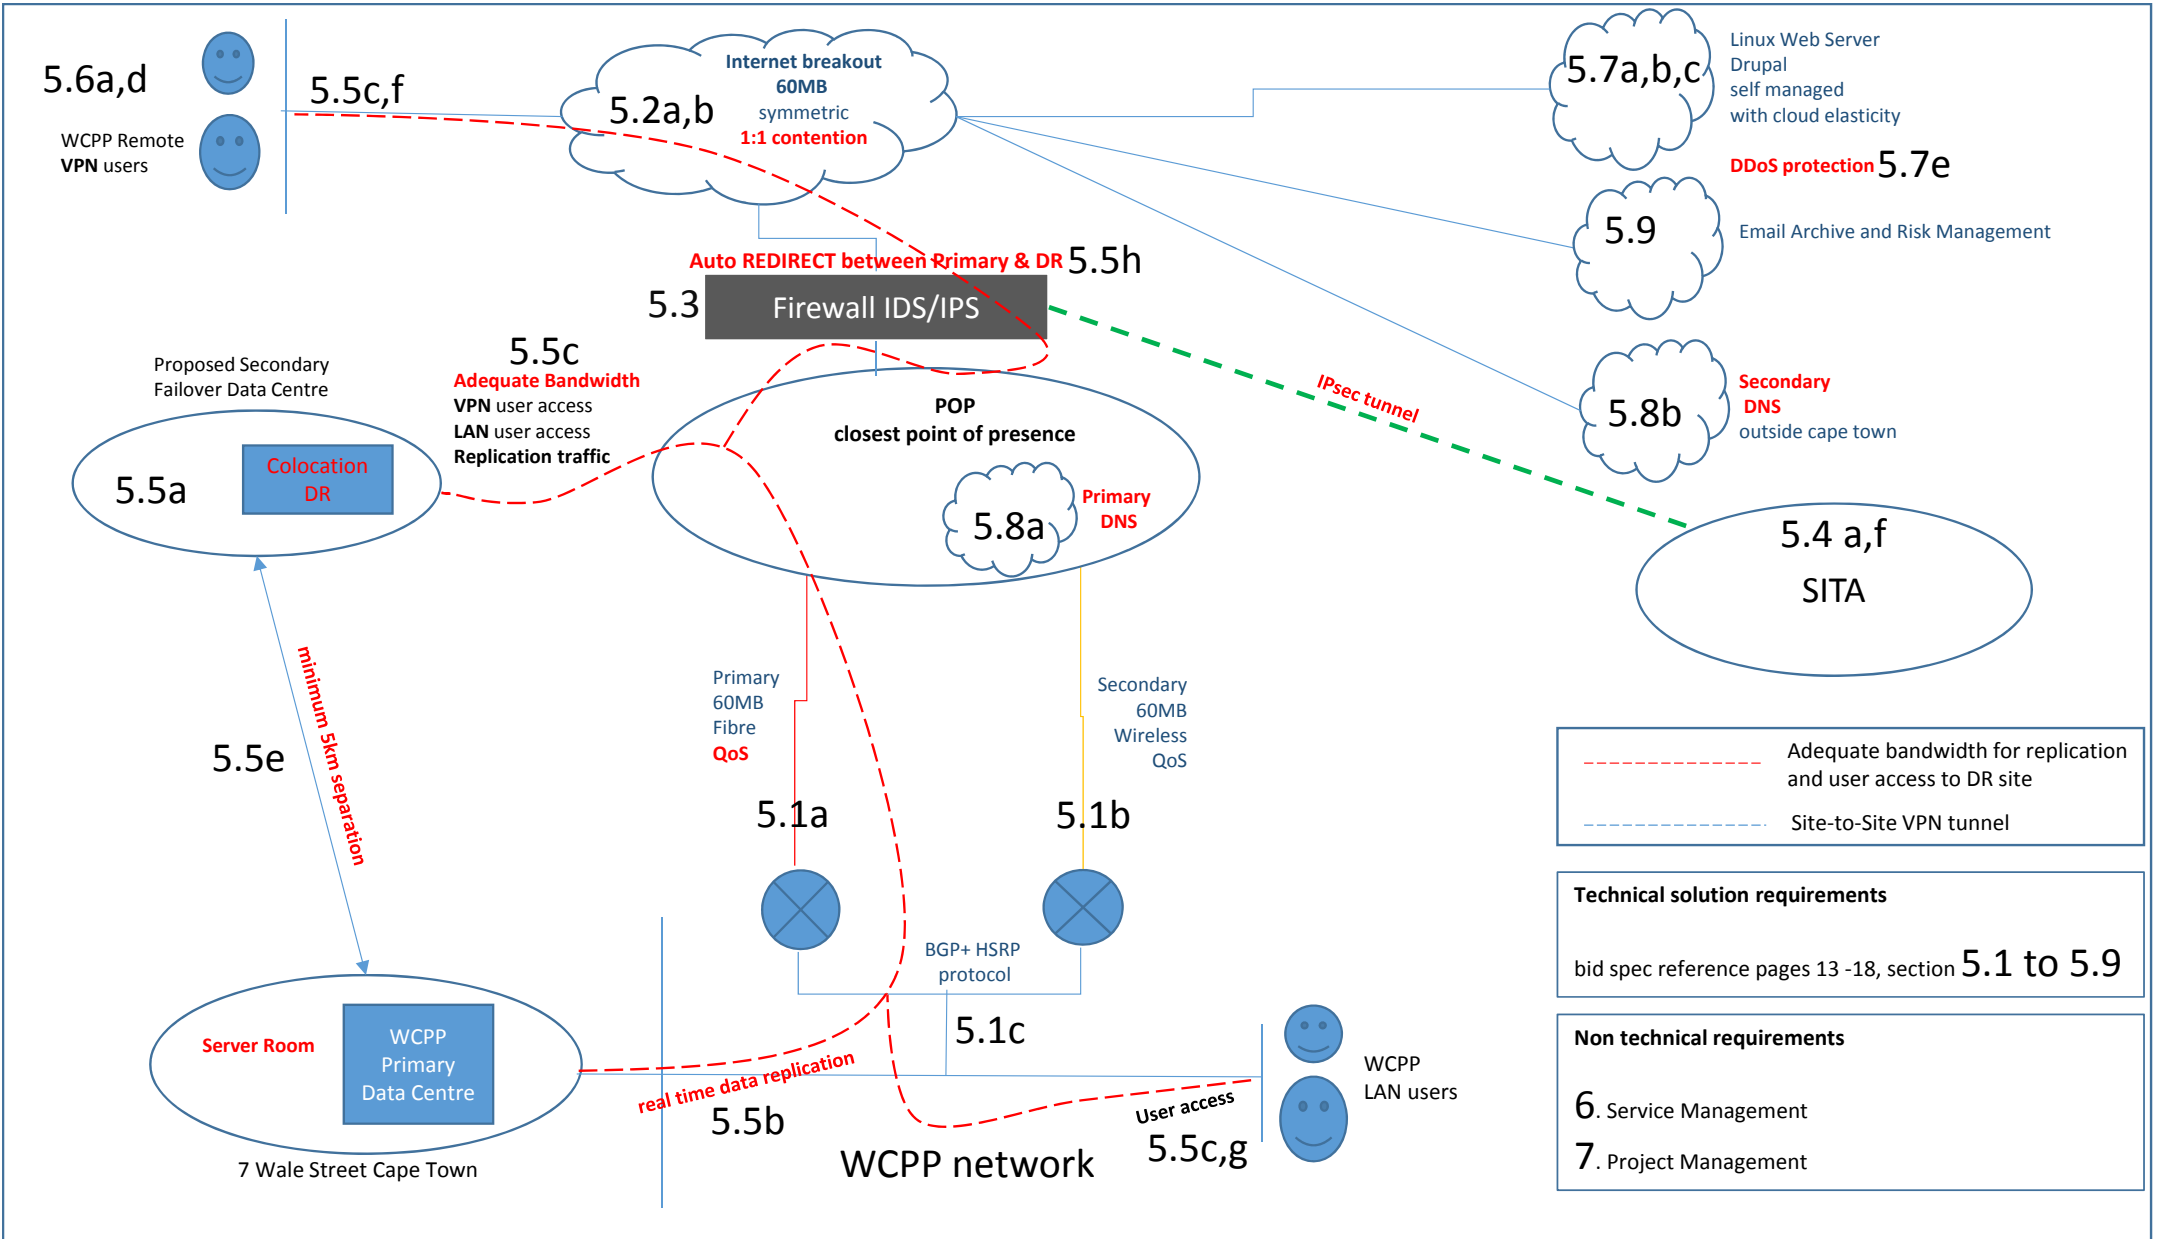 5.6a,d
WCPP Remote
VPN users
5.5c,f
5.2a,b
Internet breakout
60MB
symmetric
1:1 contention
5.7a,b,c
Linux Web Server
Drupal
self managed
with cloud elasticity
DDoS protection 5.7e
5.9
Email Archive and Risk Management
5.8b
Secondary
DNS
outside cape town
Auto REDIRECT between Primary & DR 5.5h
5.3
Firewall IDS/IPS
IPsec tunnel
5.4 a,f
SITA
Proposed Secondary
Failover Data Centre
5.5a
Colocation
DR
5.5c
Adequate Bandwidth
VPN user access
LAN user access
Replication traffic
POP
closest point of presence
5.8a
Primary
DNS
minimum 5km separation
5.5e
Primary
60MB
Fibre
QoS
5.1a
Secondary
60MB
Wireless
QoS
5.1b
BGP+ HSRP
protocol
5.1c
Server Room
WCPP
Primary
Data Centre
7 Wale Street Cape Town
real time data replication
5.5b
WCPP network
User access
5.5c,g
WCPP
LAN users
Adequate bandwidth for replication
and user access to DR site
Site-to-Site VPN tunnel
Technical solution requirements
bid spec reference pages 13 -18, section 5.1 to 5.9
Non technical requirements
6. Service Management
7. Project Management